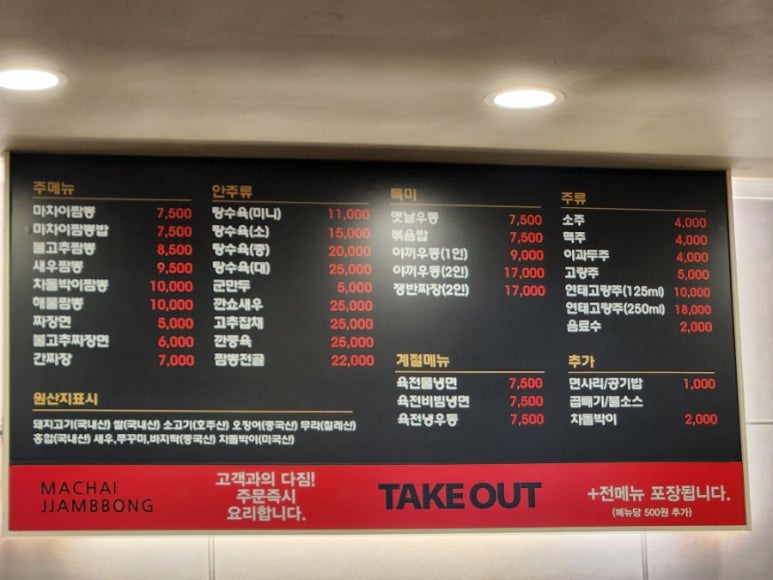 주메뉴
마차이짬뽕 7,500
마차이짬뽕밥 7,500
불고추짬뽕 8,500
새우짬뽕 9,500
차돌박이짬뽕 10,000
해물짬뽕 10,000
짜장면 5,000
불고추짜장면 6,000
간짜장 7,000
안주류
탕수육(미니) 11,000
탕수육(소) 15,000
탕수육(중) 20,000
탕수육(대) 25,000
군만두 5,000
깐쇼새우 25,000
고추잡채 25,000
깐풍육 25,000
짬뽕전골 22,000
특미
옛날우동 7,500
볶음밥 7,500
야끼우동(1인) 9,000
야끼우동(2인) 17,000
쟁반짜장(2인) 17,000
계절메뉴
육전물냉면 7,500
육전비빔냉면 7,500
육전냉우동 7,500
주류
소주 4,000
맥주 4,000
이과두주 4,000
고량주 5,000
연태고량주(125ml) 10,000
연태고량주(250ml) 18,000
음료수 2,000
추가
면사리/공기밥 1,000
곱빼기/불소스
차돌박이 2,000
원산지표시
돼지고기(국내산) 쌀(국내산) 소고기(호주산) 오징어(중국산) 무라(칠레산)
홍합(국내산) 새우,쭈꾸미,바지락(중국산) 차돌박이(미국산)
MACHAI
JJAMBBONG
고객과의 다짐!
주문즉시
요리합니다.
TAKE OUT
+전메뉴 포장됩니다.
(메뉴당 500원 추가)